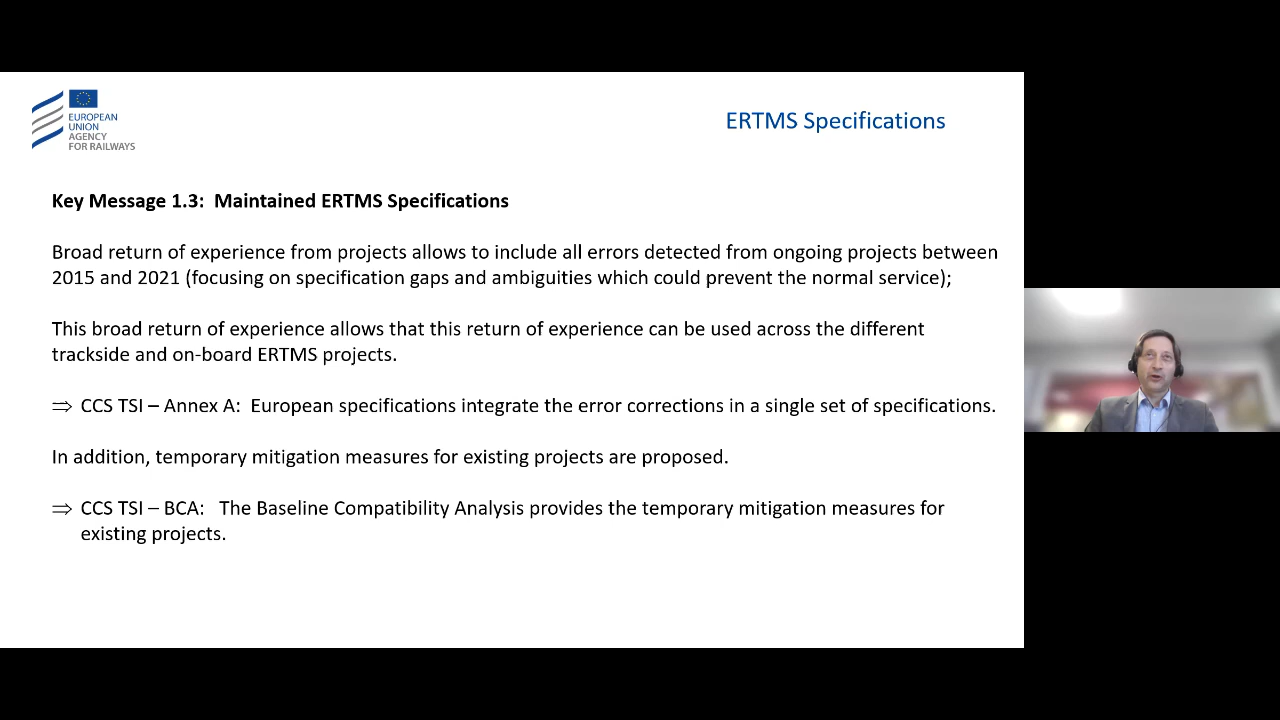 EUROPEAN
UNION
AGENCY
FOR RAILWAYS
ERTMS Specifications
Key Message 1.3:  Maintained ERTMS Specifications
Broad return of experience from projects allows to include all errors detected from ongoing projects between
2015 and 2021 (focusing on specification gaps and ambiguities which could prevent the normal service);
This broad return of experience allows that this return of experience can be used across the different
trackside and on-board ERTMS projects.
⇒ CCS TSI – Annex A:  European specifications integrate the error corrections in a single set of specifications.
In addition, temporary mitigation measures for existing projects are proposed.
⇒ CCS TSI – BCA:   The Baseline Compatibility Analysis provides the temporary mitigation measures for
existing projects.